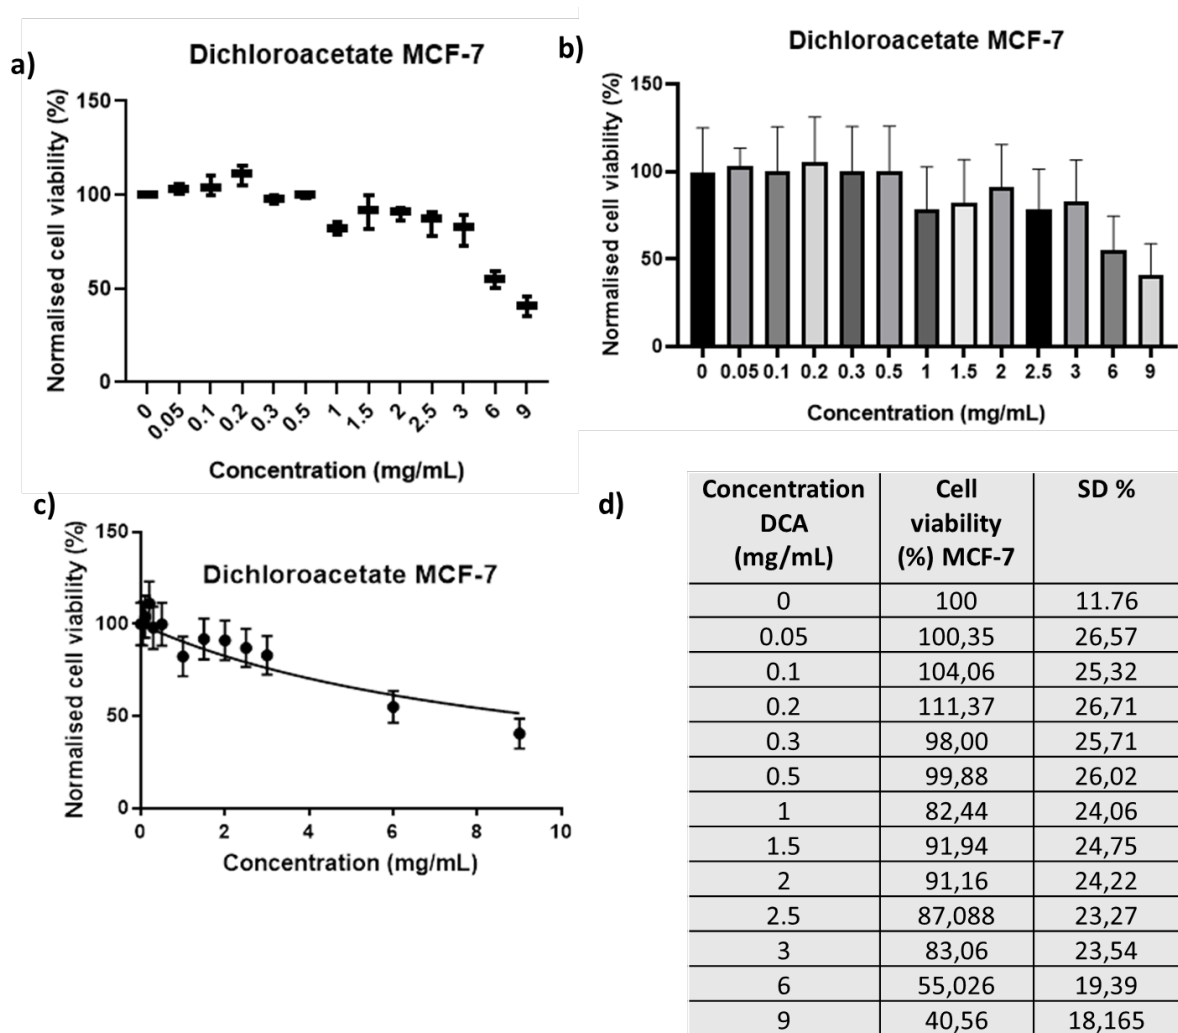 a)
Dichloroacetate MCF-7
Normalised cell viability (%)
150
100
50
0
0 0.05 0.1 0.2 0.3 0.5 1 1.5 2 2.5 3 6 9
Concentration (mg/mL)
b)
Dichloroacetate MCF-7
Normalised cell viability (%)
150
100
50
0
0 0.05 0.1 0.2 0.3 0.5 1 1.5 2 2.5 3 6 9
Concentration (mg/mL)
c)
Dichloroacetate MCF-7
Normalised cell viability (%)
150
100
50
0
0 2 4 6 8 10
Concentration (mg/mL)
d)
Concentration DCA (mg/mL) Cell viability (%) MCF-7 SD %
0 100 11.76
0.05 100,35 26,57
0.1 104,06 25,32
0.2 111,37 26,71
0.3 98,00 25,71
0.5 99,88 26,02
1 82,44 24,06
1.5 91,94 24,75
2 91,16 24,22
2.5 87,088 23,27
3 83,06 23,54
6 55,026 19,39
9 40,56 18,165